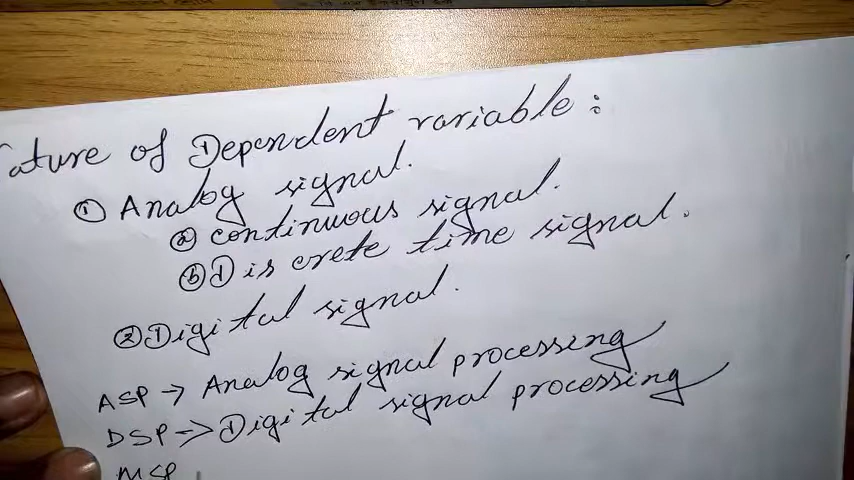 ature of Dependent variable:
① Analog signal.
ⓐ continuous signal.
ⓑ Discrete time signal.
② Digital signal.
ASP → Analog signal processing
DSP → Digital signal processing
MSP